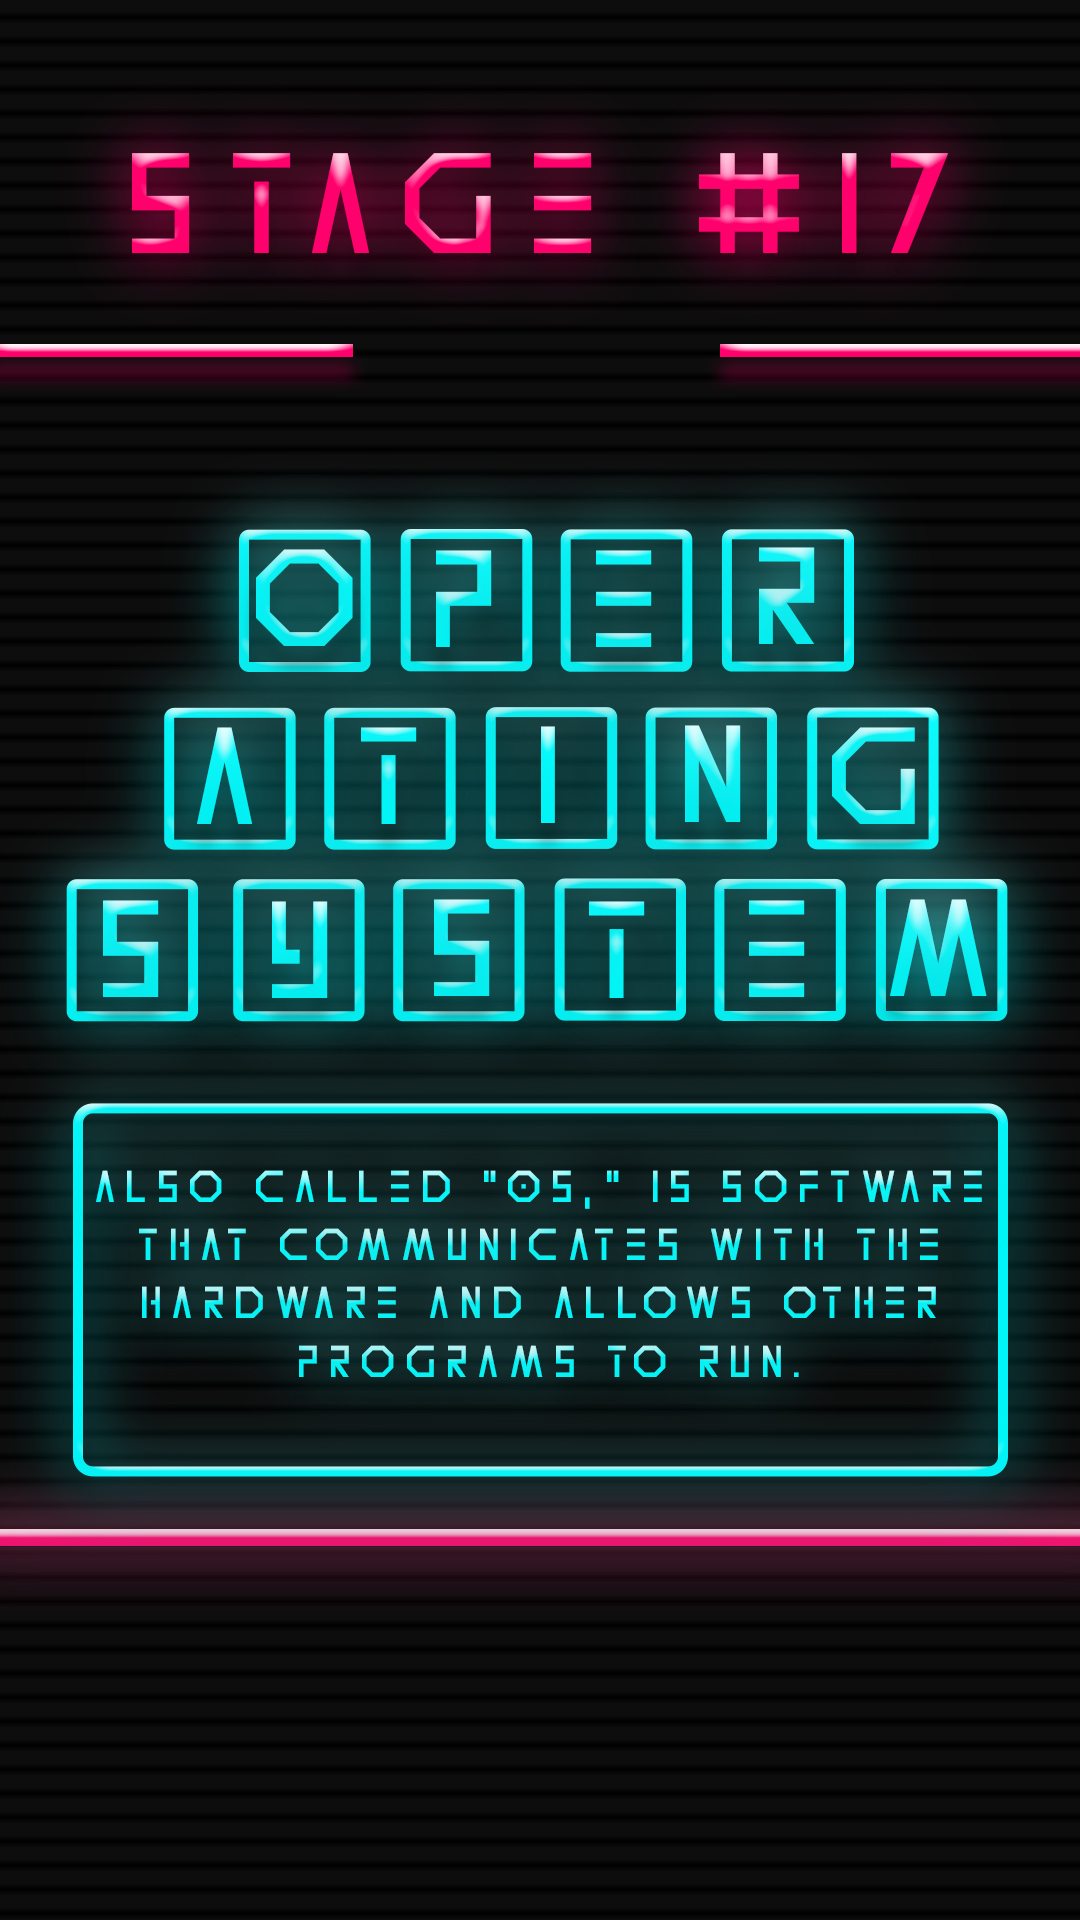 STAGE #17
OPER
ATING
SYSTEM
ALSO CALLED "OS," IS SOFTWARE
THAT COMMUNICATES WITH THE
HARDWARE AND ALLOWS OTHER
PROGRAMS TO RUN.